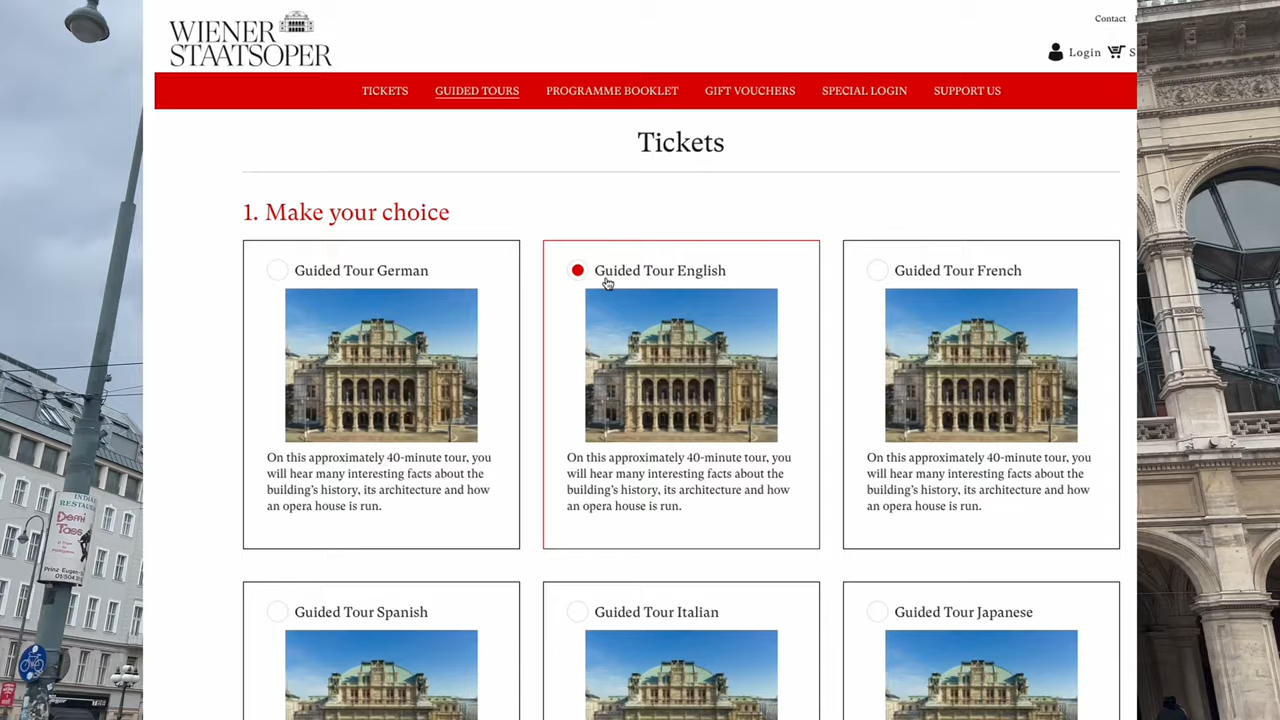 WIENER
STAATSOPER
Contact
Login
S
TICKETS
GUIDED TOURS
PROGRAMME BOOKLET
GIFT VOUCHERS
SPECIAL LOGIN
SUPPORT US
Tickets
1. Make your choice
Guided Tour German
On this approximately 40-minute tour, you
will hear many interesting facts about the
building's history, its architecture and how
an opera house is run.
Guided Tour English
On this approximately 40-minute tour, you
will hear many interesting facts about the
building's history, its architecture and how
an opera house is run.
Guided Tour French
On this approximately 40-minute tour, you
will hear many interesting facts about the
building's history, its architecture and how
an opera house is run.
Guided Tour Spanish
Guided Tour Italian
Guided Tour Japanese
Demi
Tass
Prinz-Eugen-